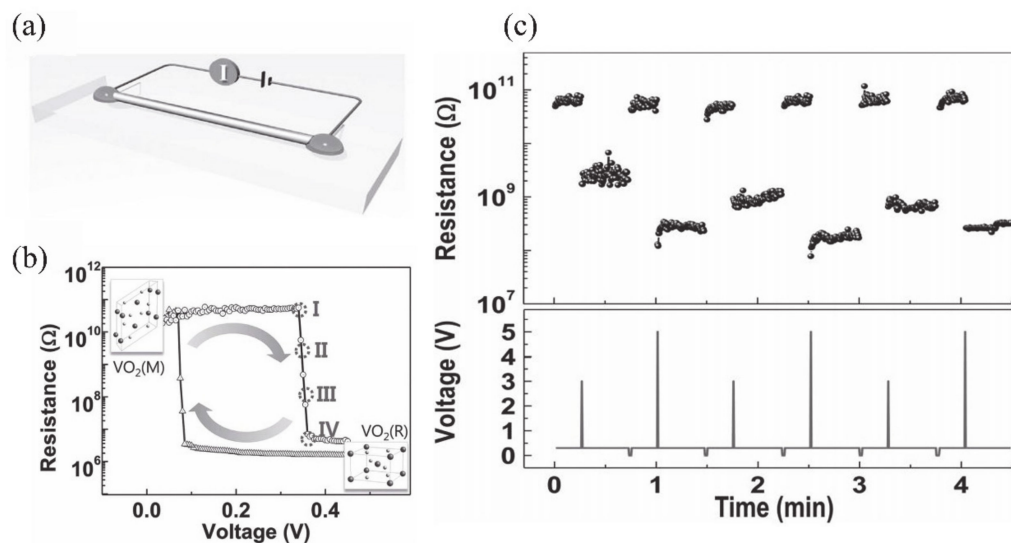 (a)
I
(b)
Resistance (Ω)
10¹²
10¹⁰
10⁸
10⁶
VO₂(M)
I
II
III
IV
VO₂(R)
0.0 0.2 0.4
Voltage (V)
(c)
Resistance (Ω)
10¹¹
10⁹
10⁷
Voltage (V)
5
4
3
2
1
0
0 1 2 3 4
Time (min)